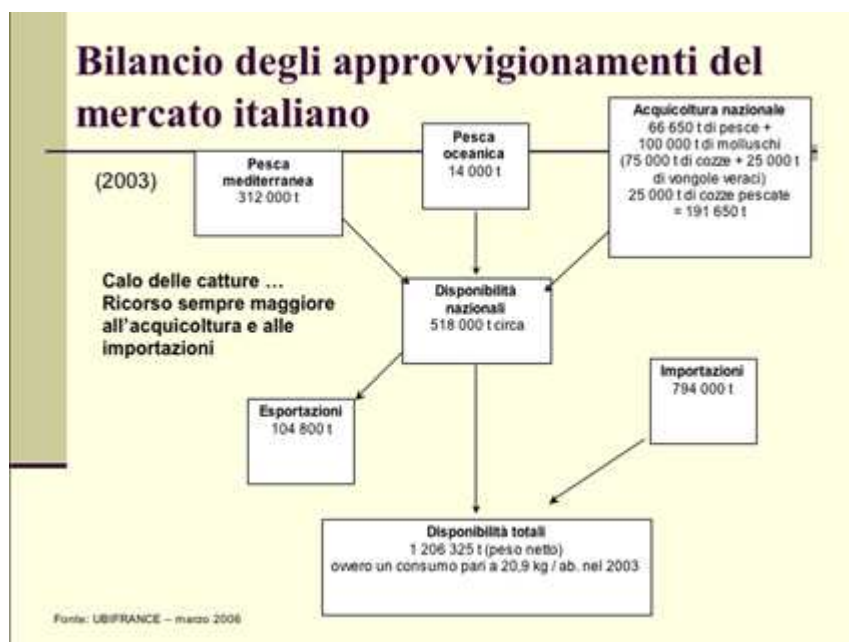 Bilancio degli approvvigionamenti del
mercato italiano
(2003)
Pesca
mediterranea
312 000 t
Pesca
oceanica
14 000 t
Acquicoltura nazionale
66 650 t di pesce +
100 000 t di molluschi
(75 000 t di cozze + 25 000 t
di vongole veraci)
25 000 t di cozze pescate
= 191 650 t
Calo delle catture …
Ricorso sempre maggiore
all'acquicoltura e alle
importazioni
Disponibilità
nazionali
518 000 t circa
Esportazioni
104 800 t
Importazioni
794 000 t
Disponibilità totali
1 206 325 t (peso netto)
ovvero un consumo pari a 20,9 kg / ab. nel 2003
Fonte: UBIFRANCE – marzo 2006